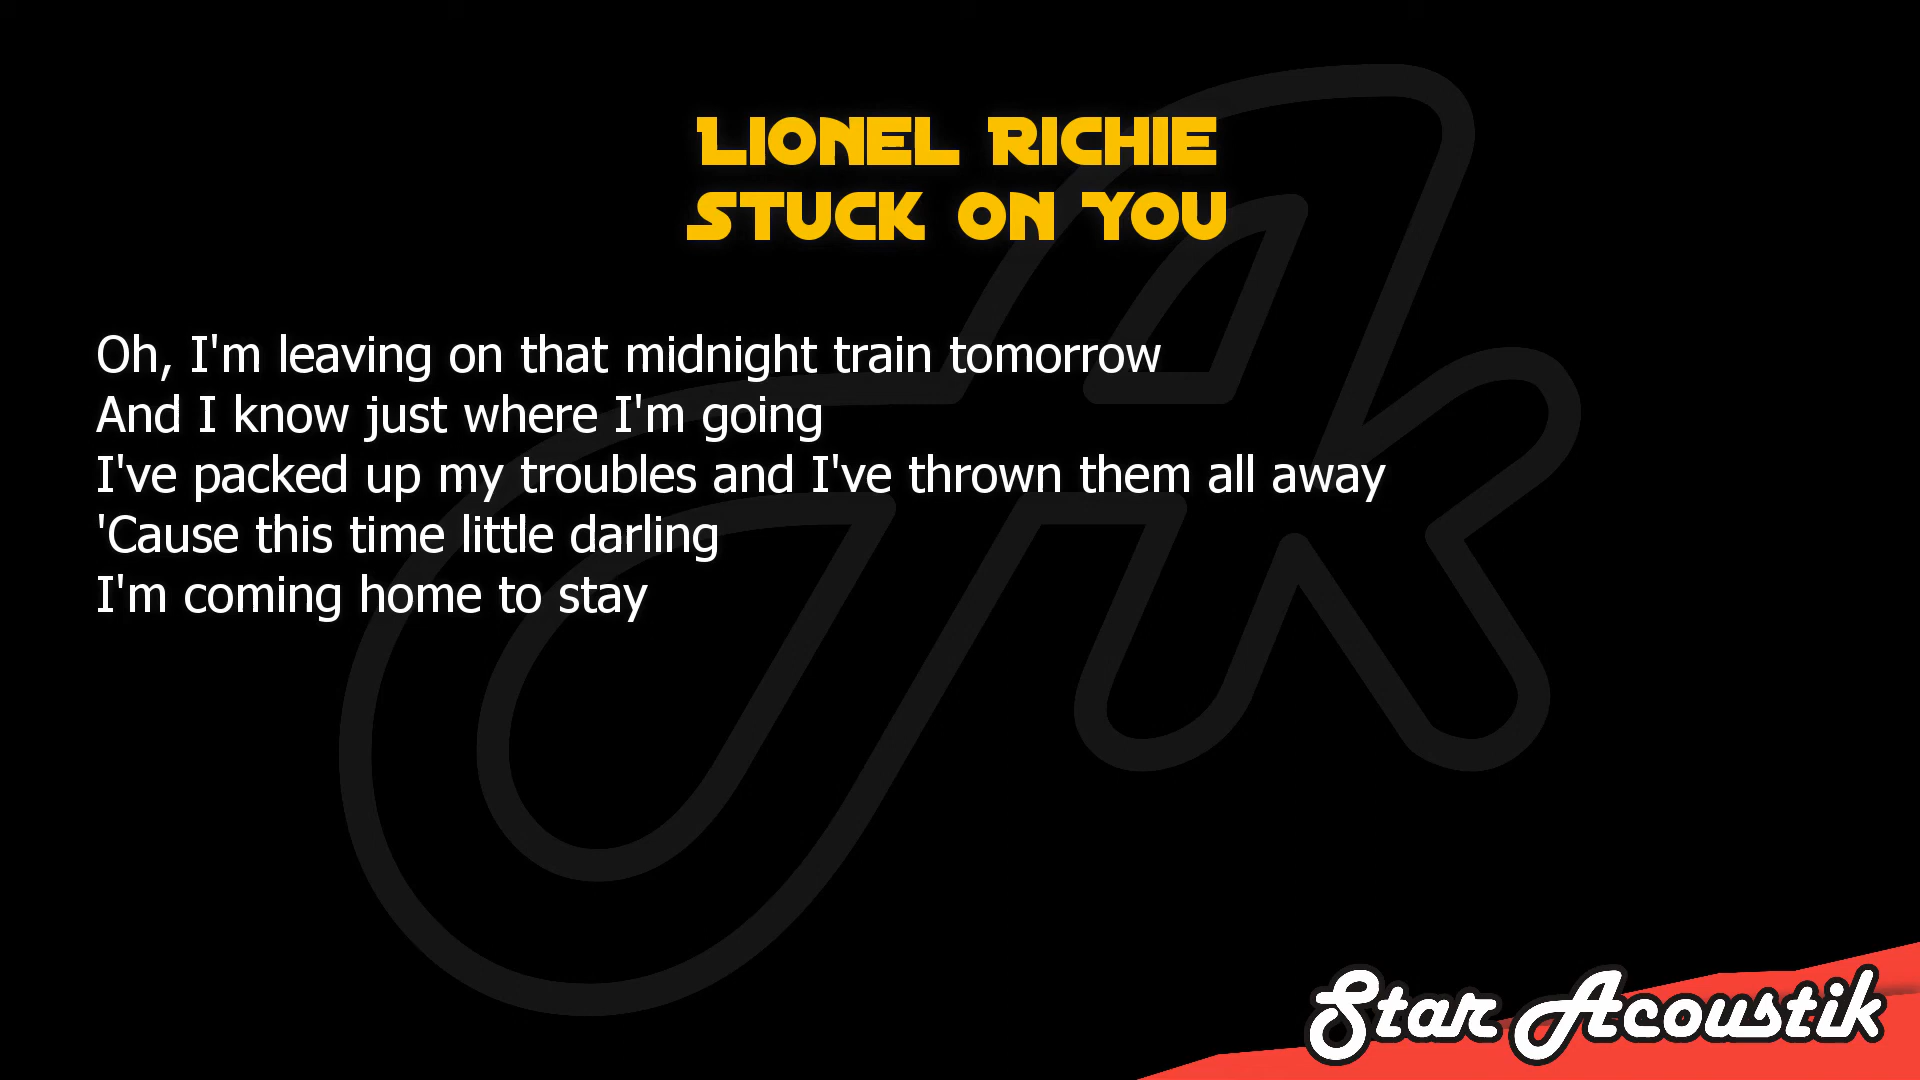 Lionel Richie
Stuck on You
Oh, I'm leaving on that midnight train tomorrow
And I know just where I'm going
I've packed up my troubles and I've thrown them all away
'Cause this time little darling
I'm coming home to stay
Star Acoustik